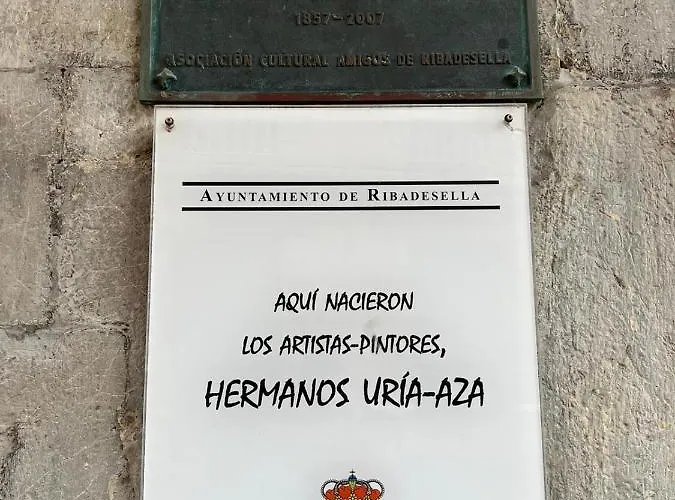 1857-2007
ASOCIACIÓN CULTURAL AMIGOS DE RIBADESELLA
AYUNTAMIENTO DE RIBADESELLA
AQUÍ NACIERON
LOS ARTISTAS-PINTORES,
HERMANOS URÍA-AZA